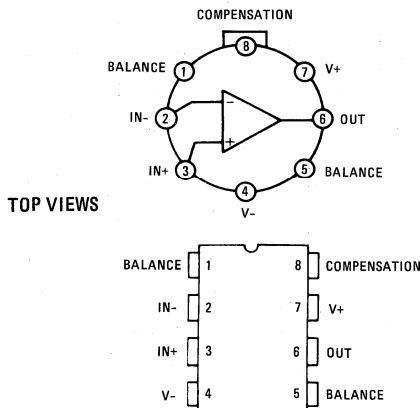 COMPENSATION
8
BALANCE 1 7 V+
IN- 2 - 6 OUT
+
IN+ 3 5 BALANCE
4
V-
TOP VIEWS
BALANCE 1 8 COMPENSATION
IN- 2 7 V+
IN+ 3 6 OUT
V- 4 5 BALANCE